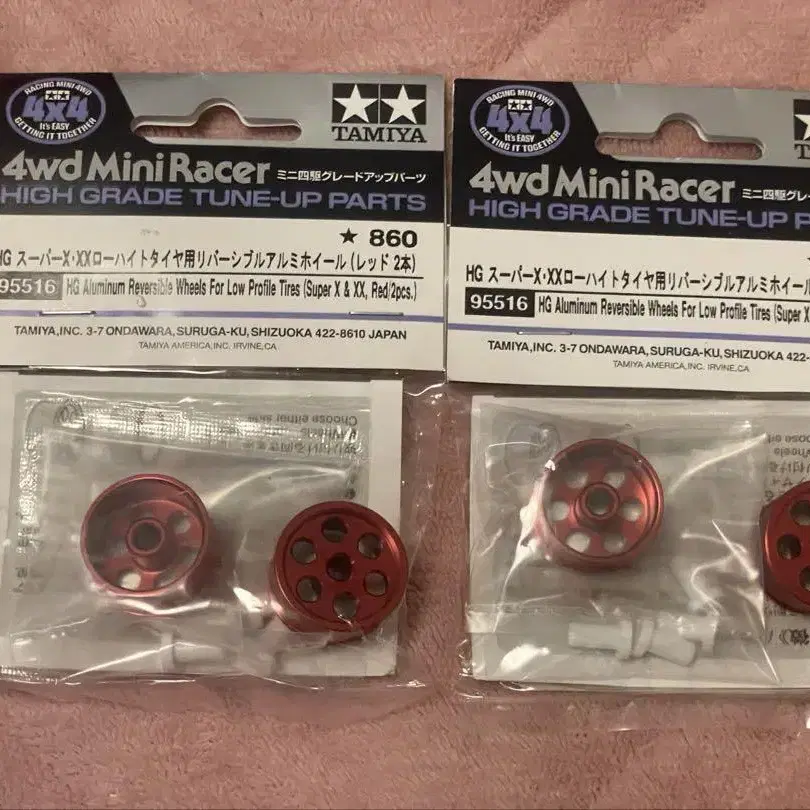 RACING MINI 4WD
4x4
It's EASY
GETTING IT TOGETHER
TAMIYA
4wd Mini Racer ミニ四駆グレードアップパーツ
HIGH GRADE TUNE-UP PARTS
★ 860
HG スーパーX・XXローハイトタイヤ用リバーシブルアルミホイール (レッド 2本)
95516 HG Aluminum Reversible Wheels For Low Profile Tires (Super X & XX, Red/2pcs.)
TAMIYA,INC. 3-7 ONDAWARA, SURUGA-KU, SHIZUOKA 422-8610 JAPAN
TAMIYA AMERICA,INC. IRVINE,CA
Choose either
Wheels
RACING MINI 4WD
4x4
It's EASY
GETTING IT TOGETHER
4wd Mini Racer ミニ四駆グレ
HIGH GRADE TUNE-UP P
HG スーパーX・XXローハイトタイヤ用リバーシブルアルミホイール
95516 HG Aluminum Reversible Wheels For Low Profile Tires (Super X
TAMIYA,INC. 3-7 ONDAWARA, SURUGA-KU, SHIZUOKA 422-
TAMIYA AMERICA,INC. IRVINE,CA